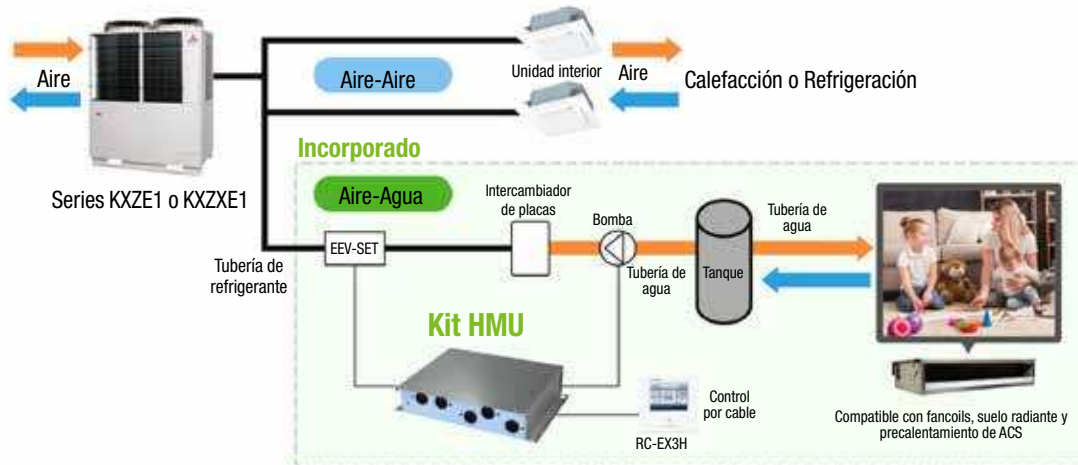 Aire
Series KXZE1 o KXZXE1
Aire-Aire
Unidad interior
Aire
Calefacción o Refrigeración
Incorporado
Aire-Agua
EEV-SET
Tubería de
refrigerante
Intercambiador
de placas
Bomba
Tubería de
agua
Tanque
Tubería de
agua
Kit HMU
Control
por cable
RC-EX3H
Compatible con fancoils, suelo radiante y
precalentamiento de ACS